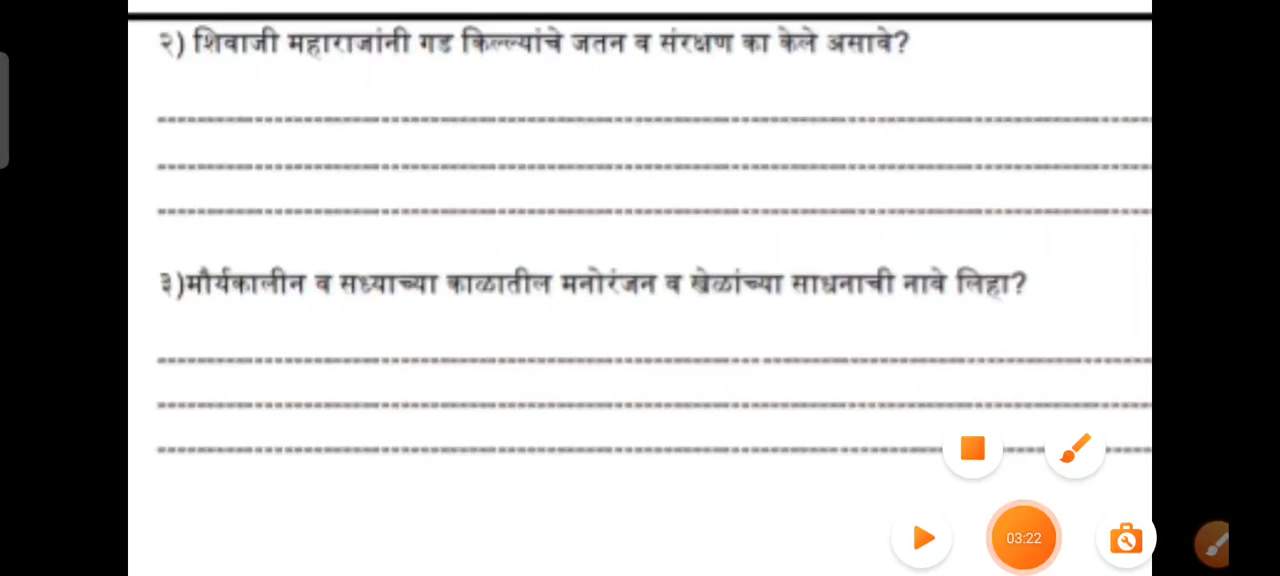 २) शिवाजी महाराजांनी गड किल्ल्यांचे जतन व संरक्षण का केले असावे?
३)मौर्यकालीन व सध्याच्या काळातील मनोरंजन व खेळांच्या साधनाची नावे लिहा?
03:22